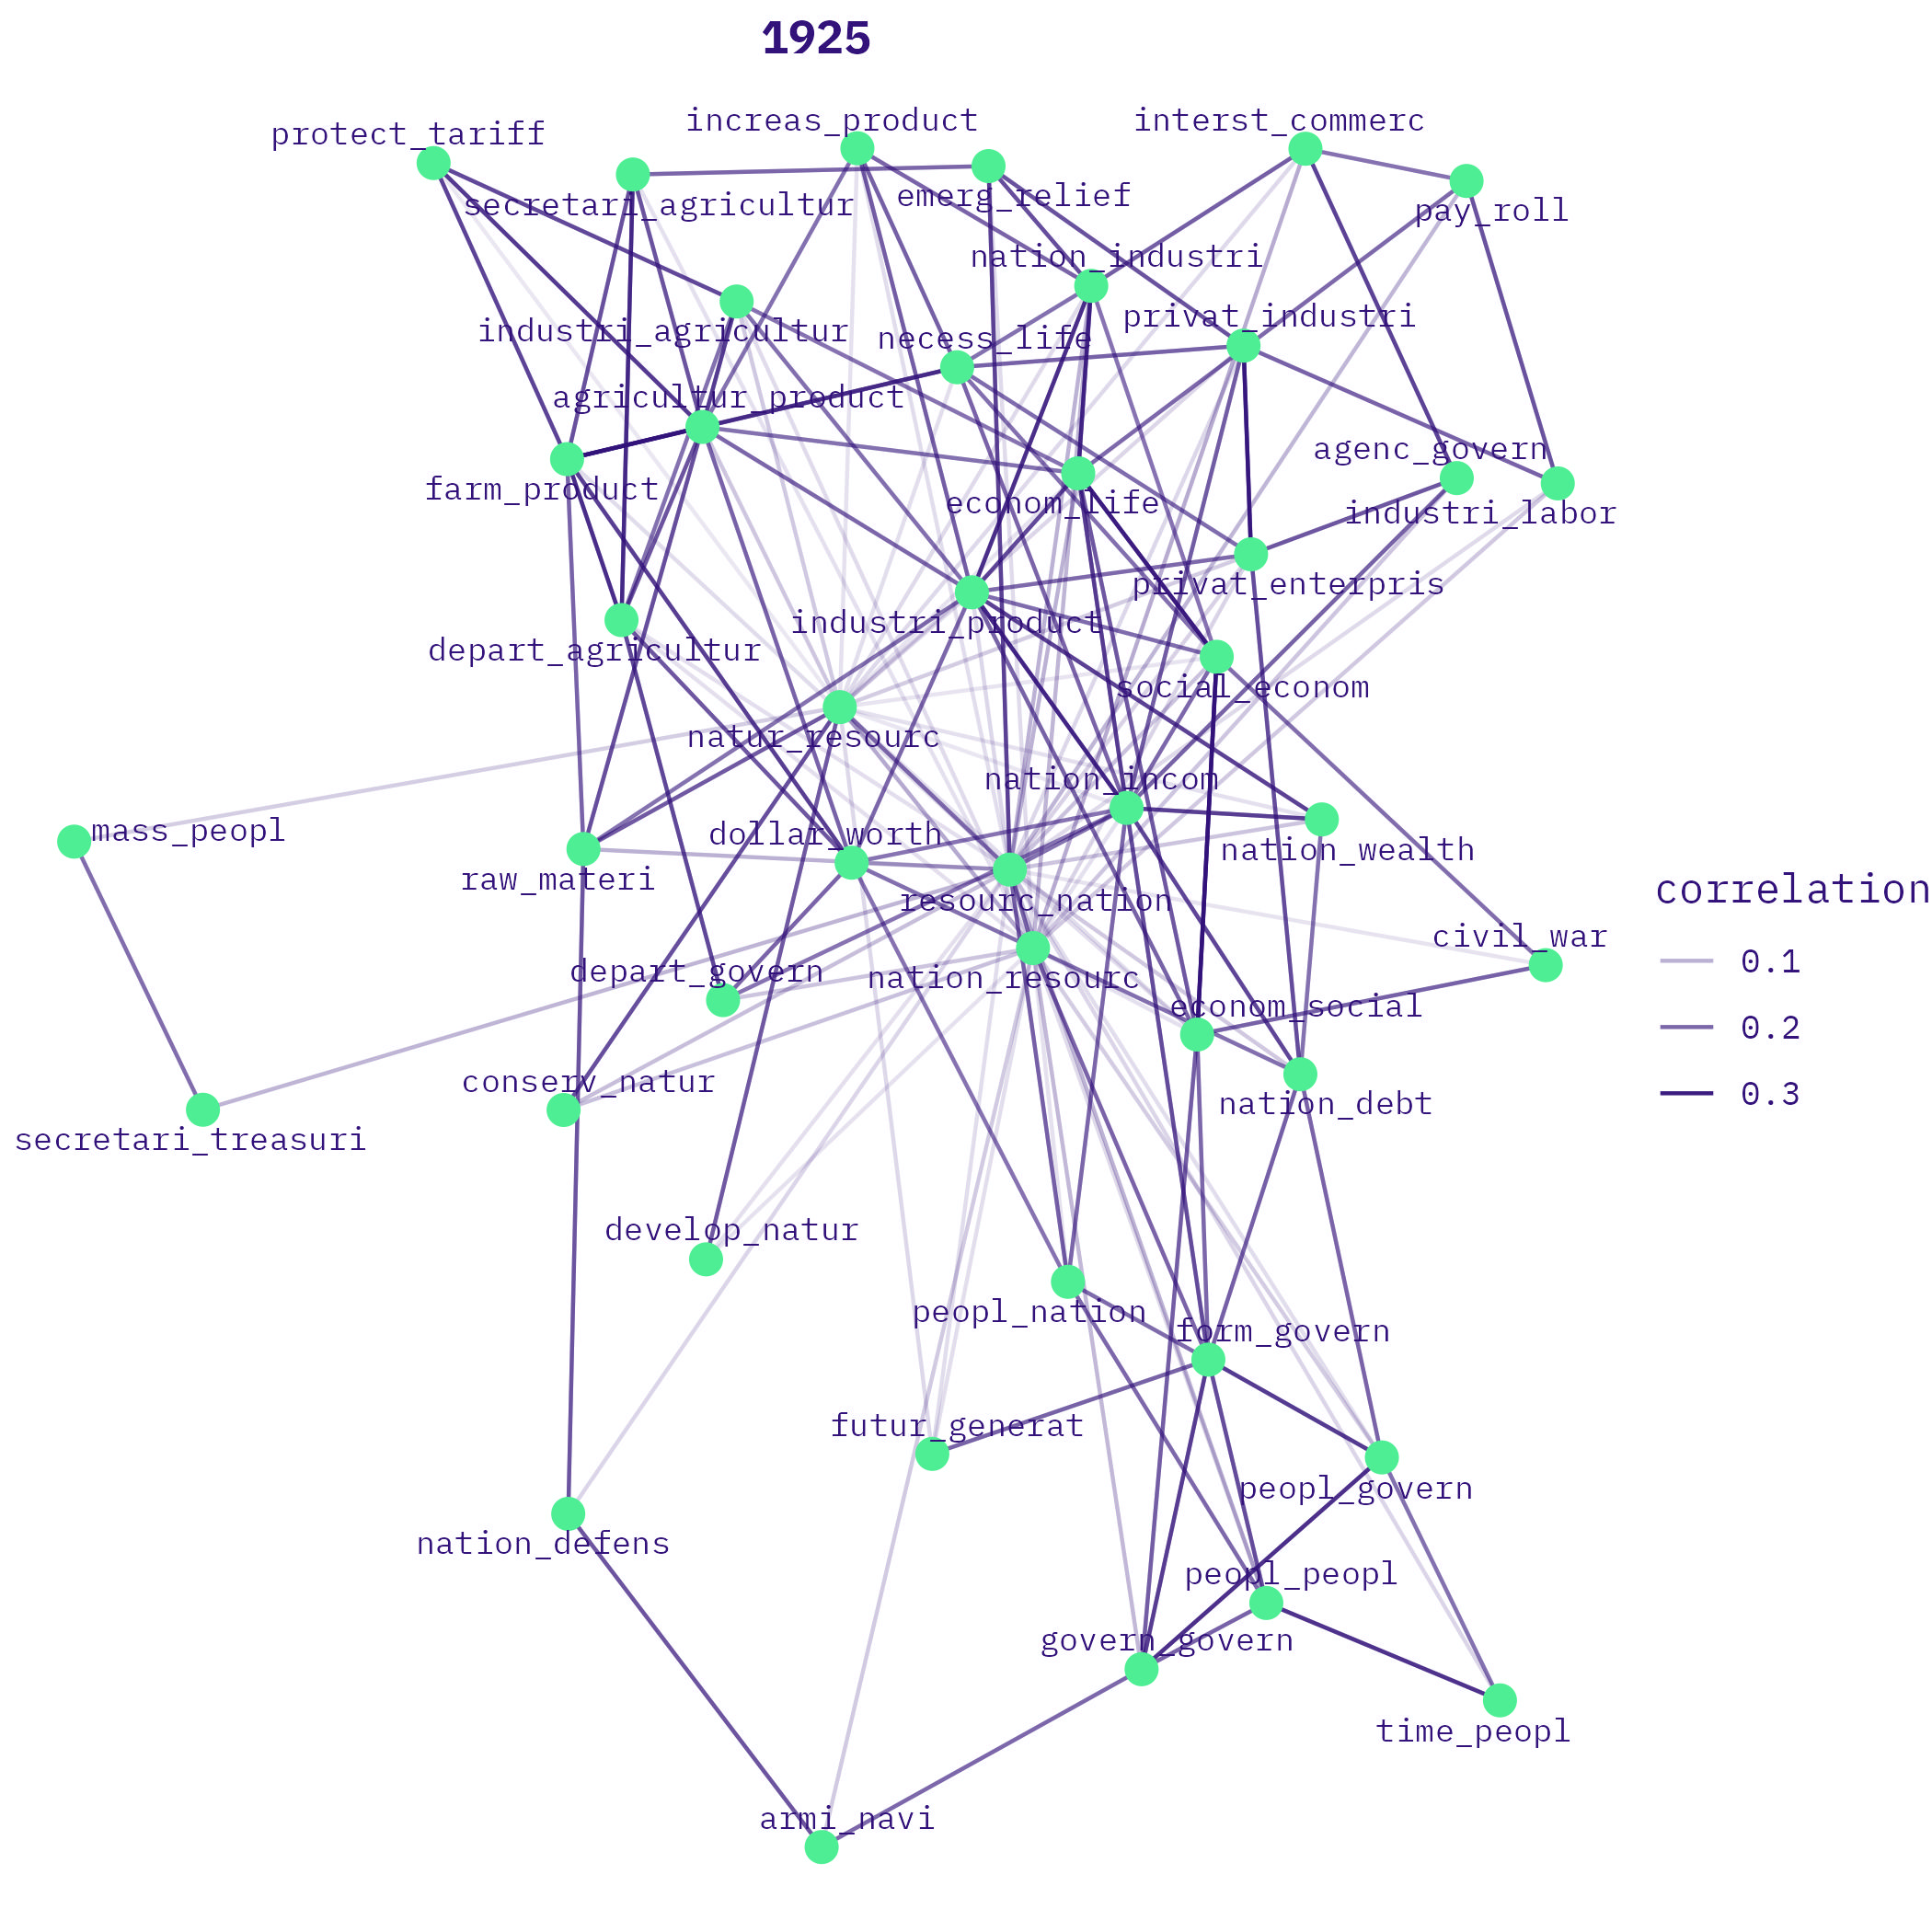 1925
increas_product
interst_commerc
protect_tariff
secretari_agricultur
emerg_relief
pay_roll
nation_industri
privat_industri
industri_agricultur
necess_life
agricultur_product
agenc_govern
farm_product
econom_life
industri_labor
privat_enterpris
industri_product
depart_agricultur
social_econom
natur_resourc
nation_incom
mass_peopl
dollar_worth
nation_wealth
raw_materi
correlation
resourc_nation
civil_war
0.1
depart_govern
nation_resourc
econom_social
0.2
conserv_natur
0.3
nation_debt
secretari_treasuri
develop_natur
peopl_nation
form_govern
futur_generat
peopl_govern
nation_defens
peopl_peopl
govern_govern
time_peopl
armi_navi